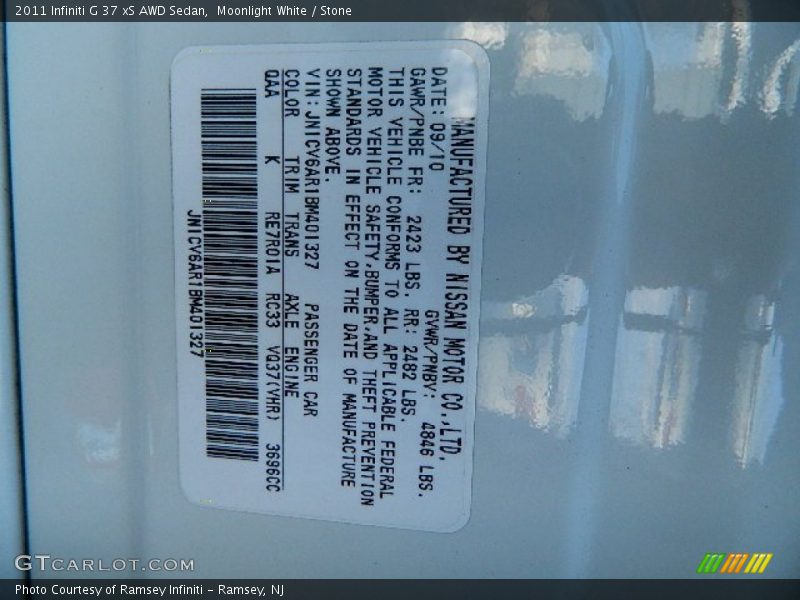 2011 Infiniti G 37 xS AWD Sedan, Moonlight White / Stone
MANUFACTURED BY NISSAN MOTOR CO.,LTD.
DATE: 09/10 GVWR/PNBV: 4846 LBS.
GAWR/PNBE FR: 2423 LBS. RR: 2482 LBS.
THIS VEHICLE CONFORMS TO ALL APPLICABLE FEDERAL
MOTOR VEHICLE SAFETY,BUMPER,AND THEFT PREVENTION
STANDARDS IN EFFECT ON THE DATE OF MANUFACTURE
SHOWN ABOVE.
VIN: JN1CV6AR1BM401327 PASSENGER CAR
COLOR TRIM TRANS AXLE ENGINE
QAA K RE7R01A RC33 VQ37(VHR) 3696CC
JN1CV6AR1BM401327
GTCARLOT.COM
Photo Courtesy of Ramsey Infiniti - Ramsey, NJ